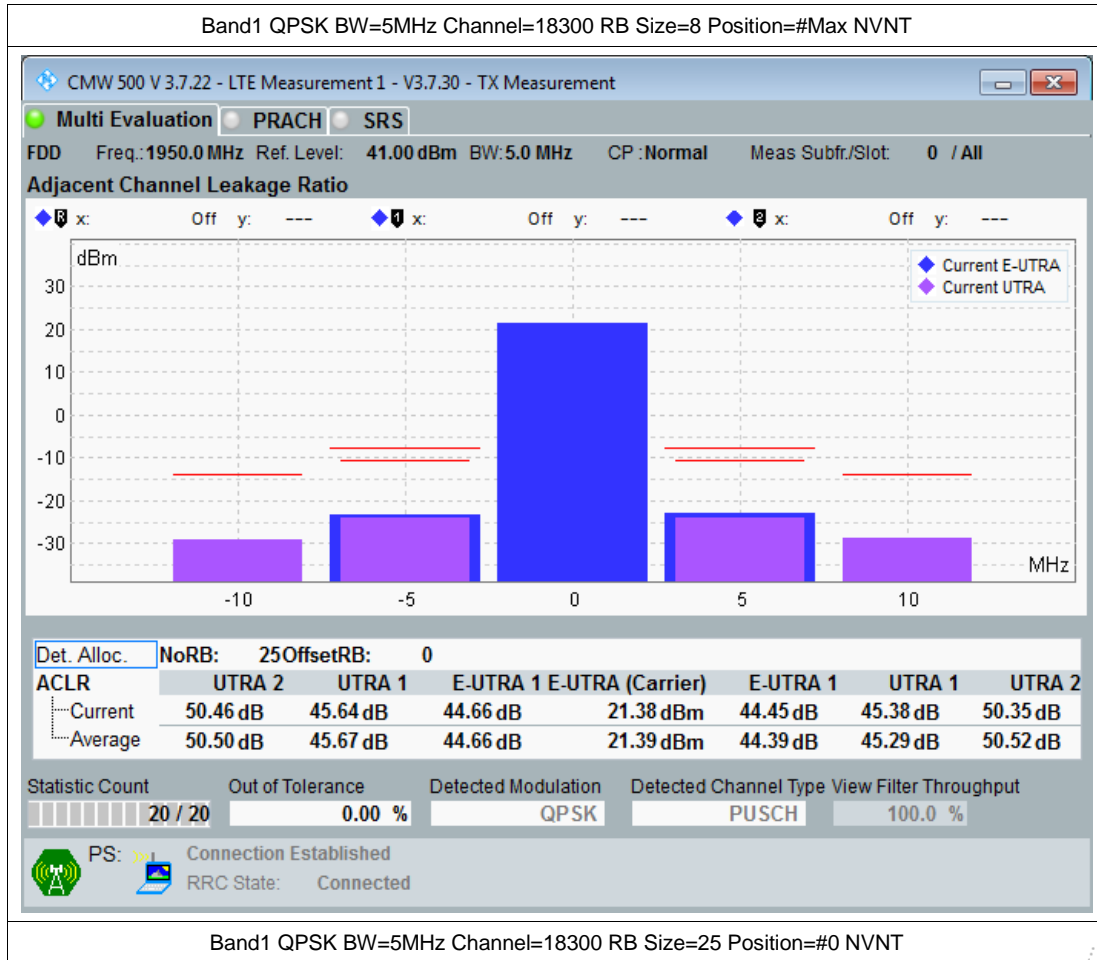 Band1 QPSK BW=5MHz Channel=18300 RB Size=8 Position=#Max NVNT
CMW 500 V 3.7.22 - LTE Measurement 1 - V3.7.30 - TX Measurement
Multi Evaluation PRACH SRS
FDD Freq.:1950.0 MHz Ref. Level: 41.00 dBm BW:5.0 MHz CP :Normal Meas Subfr./Slot: 0 / All
Adjacent Channel Leakage Ratio
R x: Off y: --- 1 x: Off y: --- 2 x: Off y: ---
dBm
Current E-UTRA
Current UTRA
30
20
10
0
-10
-20
-30
MHz
-10 -5 0 5 10
Det. Alloc. NoRB: 25 OffsetRB: 0
ACLR UTRA 2 UTRA 1 E-UTRA 1 E-UTRA (Carrier) E-UTRA 1 UTRA 1 UTRA 2
Current 50.46 dB 45.64 dB 44.66 dB 21.38 dBm 44.45 dB 45.38 dB 50.35 dB
Average 50.50 dB 45.67 dB 44.66 dB 21.39 dBm 44.39 dB 45.29 dB 50.52 dB
Statistic Count Out of Tolerance Detected Modulation Detected Channel Type View Filter Throughput
20 / 20 0.00 % QPSK PUSCH 100.0 %
PS: Connection Established
RRC State: Connected
Band1 QPSK BW=5MHz Channel=18300 RB Size=25 Position=#0 NVNT